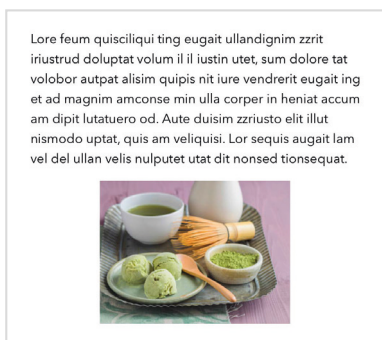 Lore feum quisciliqui ting eugait ullandignim zzrit
iriustrud doluptat volum il il iustin utet, sum dolore tat
volobor autpat alisim quipis nit iure vendrerit eugait ing
et ad magnim amconse min ulla corper in heniat accum
am dipit lutatuero od. Aute duisim zzriusto elit illut
nismodo uptat, quis am veliquisi. Lor sequis augait lam
vel del ullan velis nulputet utat dit nonsed tionsequat.